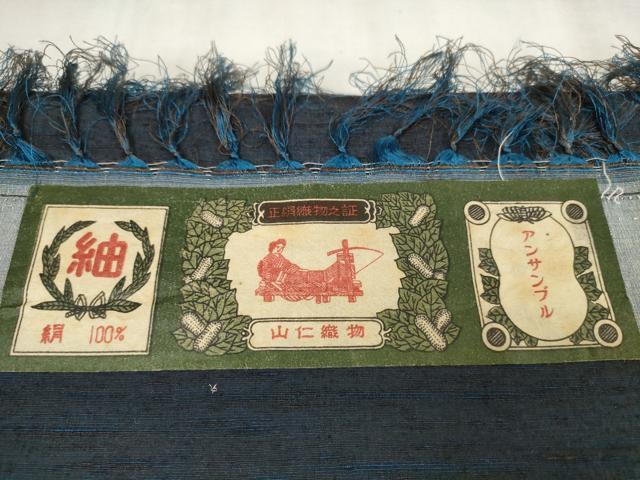 紬
絹 100%
正絹織物之証
山仁織物
アンサンブル